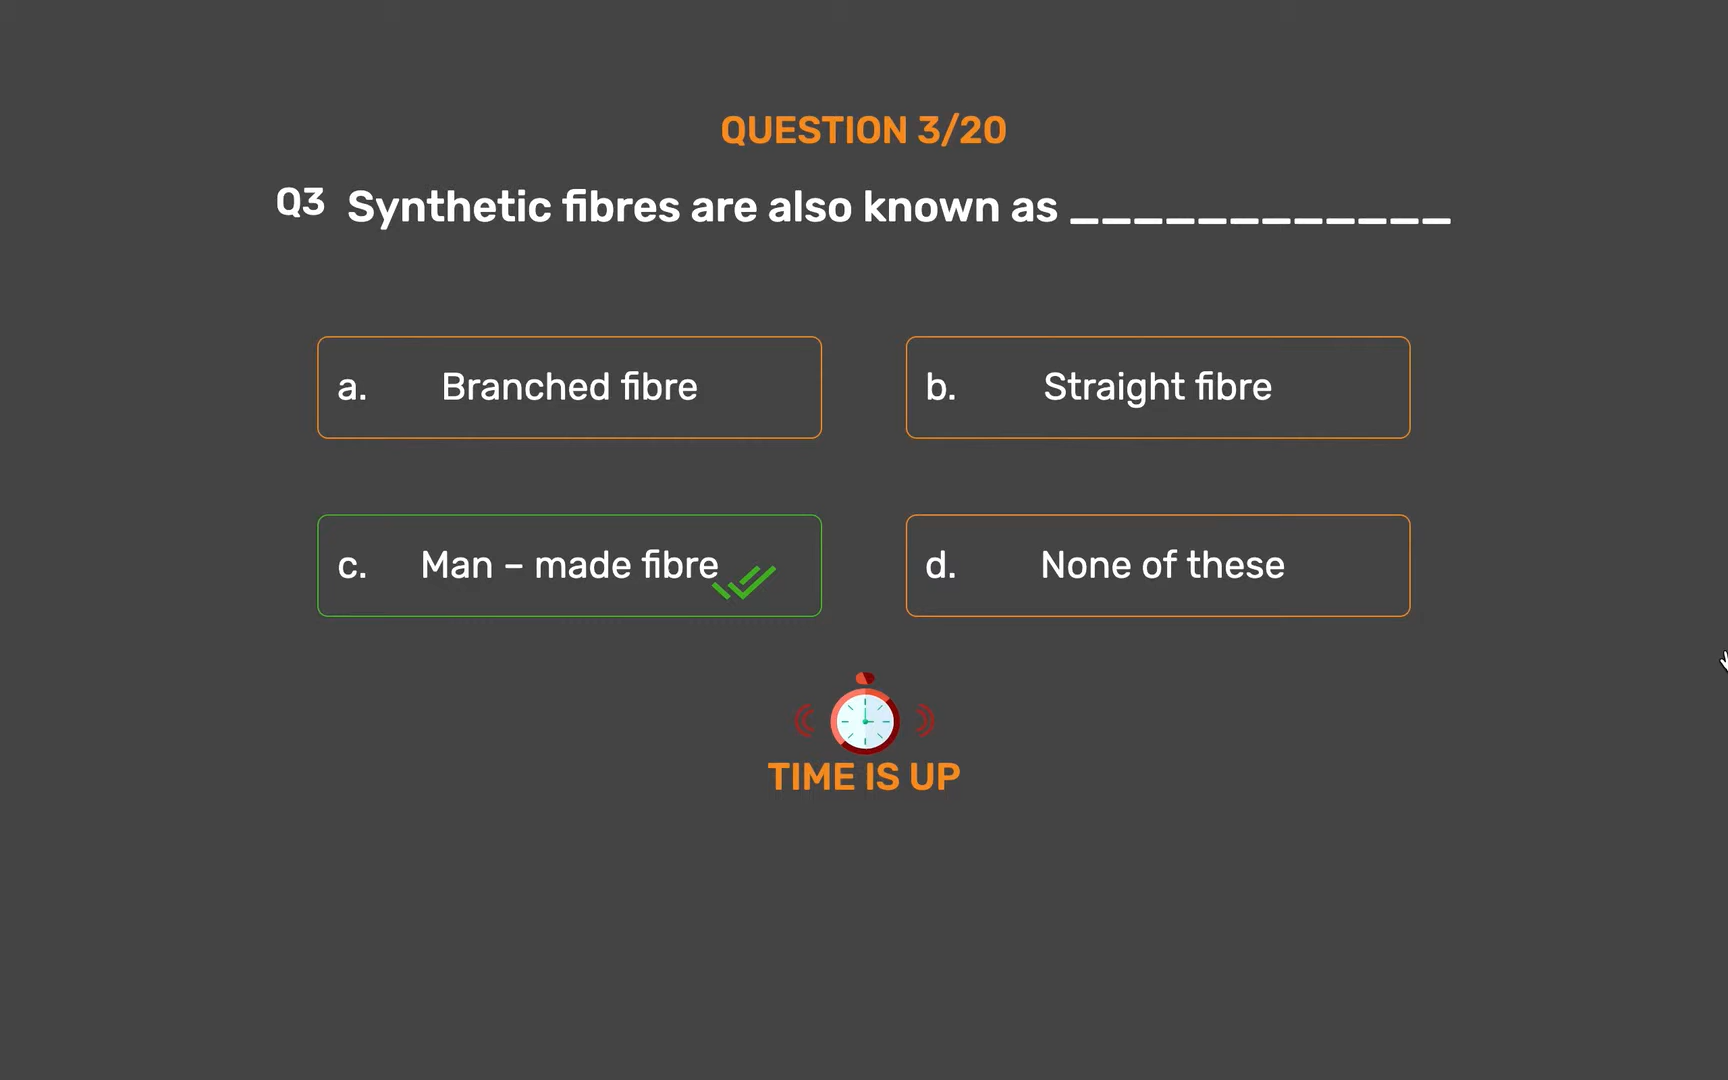 QUESTION 3/20
Q3 Synthetic fibres are also known as ____________
a. Branched fibre
b. Straight fibre
c. Man – made fibre
d. None of these
TIME IS UP